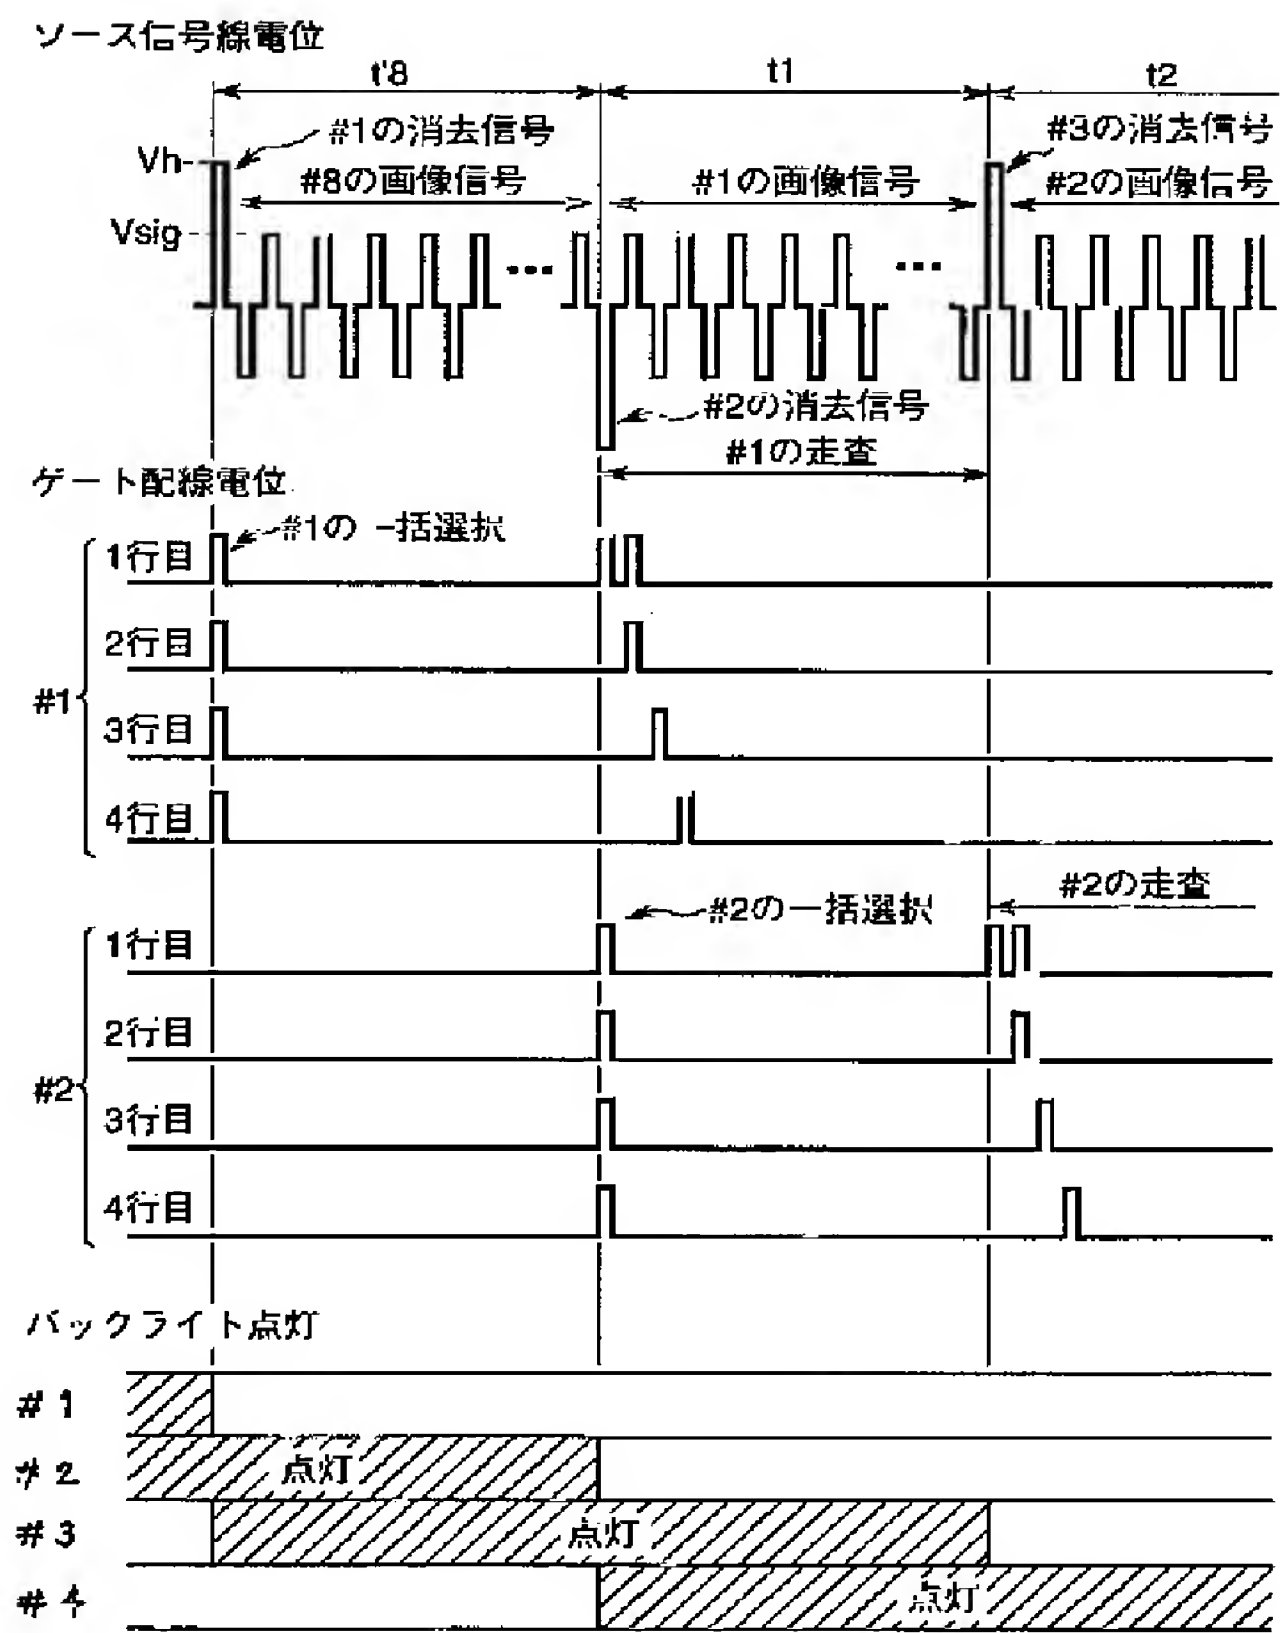 ソース信号線電位
t'8
t1
t2
#1の消去信号
#3の消去信号
Vh
#8の画像信号
#1の画像信号
#2の画像信号
Vsig
...
...
#2の消去信号
#1の走査
ゲート配線電位
#1の一括選択
1行目
2行目
#1
3行目
4行目
#2の走査
#2の一括選択
1行目
2行目
#2
3行目
4行目
バックライト点灯
#1
#2
点灯
#3
点灯
#4
点灯